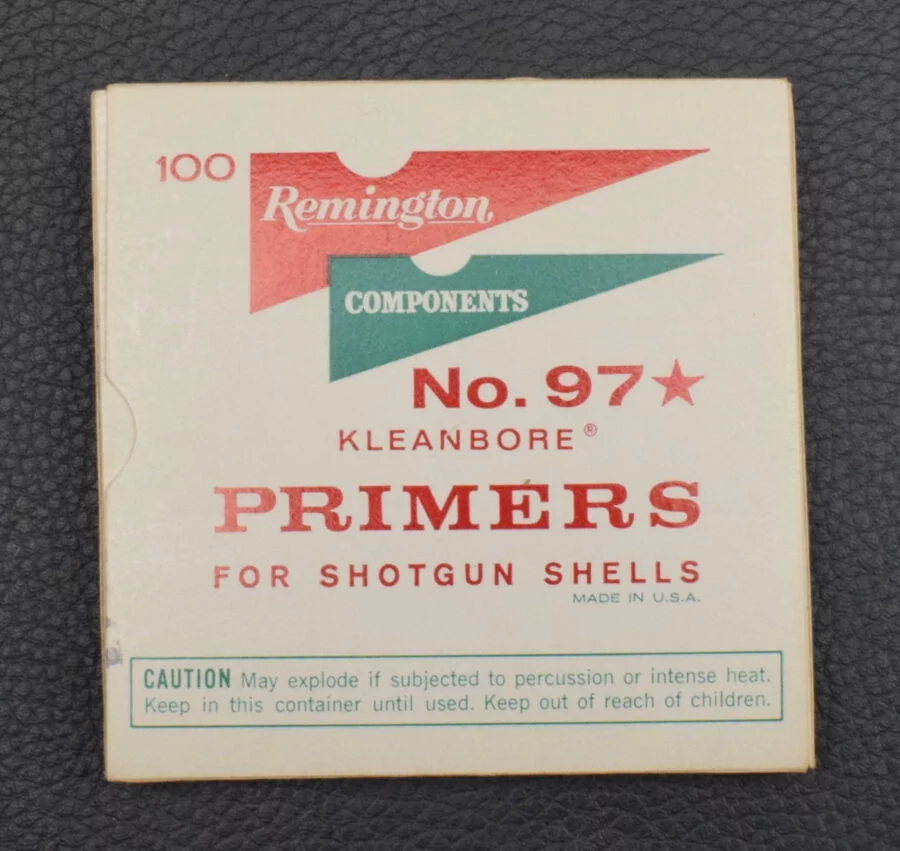 100
Remington
COMPONENTS
No. 97★
KLEANBORE®
PRIMERS
FOR SHOTGUN SHELLS
MADE IN U.S.A.
CAUTION May explode if subjected to percussion or intense heat.
Keep in this container until used. Keep out of reach of children.